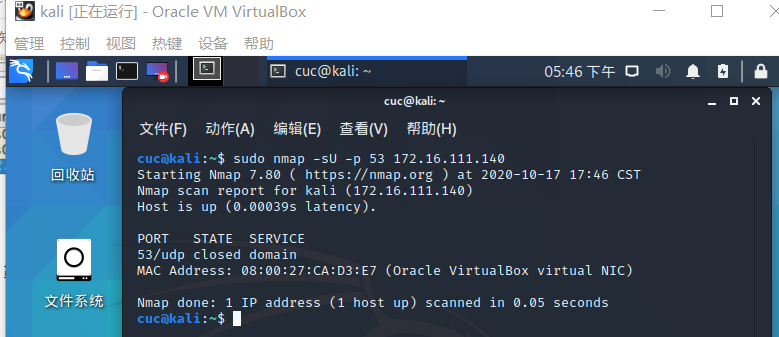 kali [正在运行] - Oracle VM VirtualBox
管理 控制 视图 热键 设备 帮助
cuc@kali: ~ 05:46 下午
cuc@kali: ~
文件(F) 动作(A) 编辑(E) 查看(V) 帮助(H)
cuc@kali:~$ sudo nmap -sU -p 53 172.16.111.140
Starting Nmap 7.80 ( https://nmap.org ) at 2020-10-17 17:46 CST
Nmap scan report for kali (172.16.111.140)
Host is up (0.00039s latency).
PORT STATE SERVICE
53/udp closed domain
MAC Address: 08:00:27:CA:D3:E7 (Oracle VirtualBox virtual NIC)
Nmap done: 1 IP address (1 host up) scanned in 0.05 seconds
cuc@kali:~$
回收站
文件系统